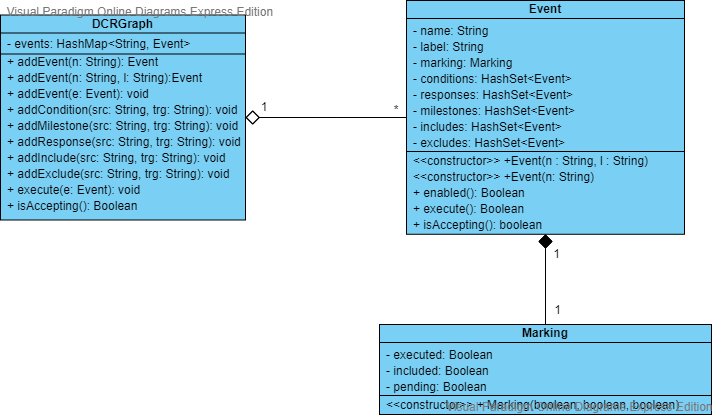 Visual Paradigm Online Diagrams Express Edition
DCRGraph
- events: HashMap<String, Event>
+ addEvent(n: String): Event
+ addEvent(n: String, l: String):Event
+ addEvent(e: Event): void
+ addCondition(src: String, trg: String): void
+ addMilestone(src: String, trg: String): void
+ addResponse(src: String, trg: String): void
+ addInclude(src: String, trg: String): void
+ addExclude(src: String, trg: String): void
+ execute(e: Event): void
+ isAccepting(): Boolean
1
*
Event
- name: String
- label: String
- marking: Marking
- conditions: HashSet<Event>
- responses: HashSet<Event>
- milestones: HashSet<Event>
- includes: HashSet<Event>
- excludes: HashSet<Event>
<<constructor>> +Event(n : String, l : String)
<<constructor>> +Event(n: String)
+ enabled(): Boolean
+ execute(): Boolean
+ isAccepting(): boolean
1
1
Marking
- executed: Boolean
- included: Boolean
- pending: Boolean
<<constructor>> +Marking(boolean, boolean, boolean)
Visual Paradigm Online Diagrams Express Edition